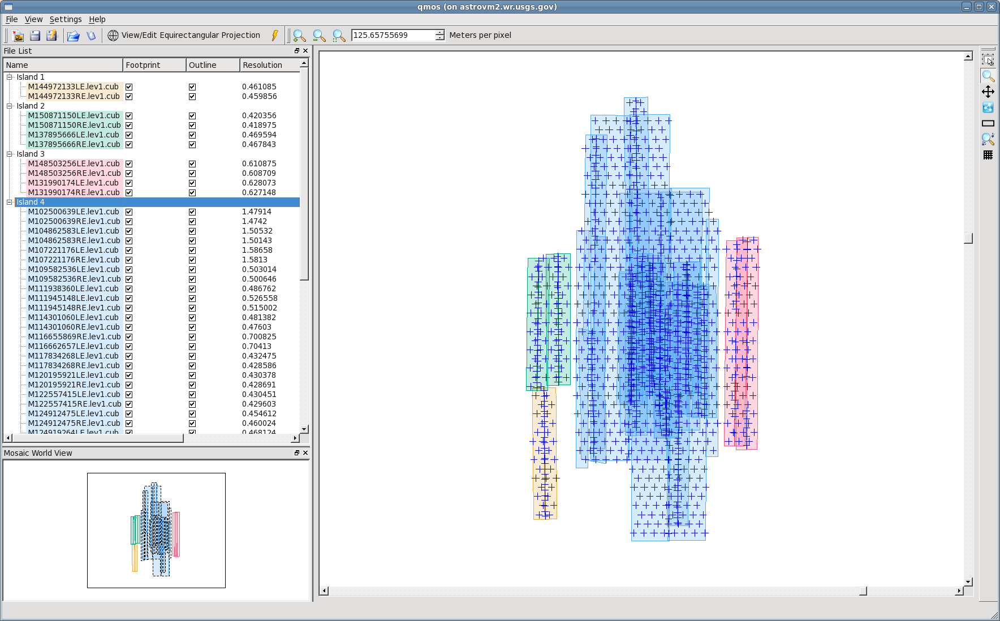 qmos (on astrovm2.wr.usgs.gov)
File View Settings Help
View/Edit Equirectangular Projection 125.65755699 Meters per pixel
File List
Name Footprint Outline Resolution
Island 1
M144972133LE.lev1.cub 0.461085
M144972133RE.lev1.cub 0.459856
Island 2
M150871150LE.lev1.cub 0.420356
M150871150RE.lev1.cub 0.418975
M137895666LE.lev1.cub 0.469594
M137895666RE.lev1.cub 0.467843
Island 3
M148503256LE.lev1.cub 0.610875
M148503256RE.lev1.cub 0.608709
M131990174LE.lev1.cub 0.628073
M131990174RE.lev1.cub 0.627148
Island 4
M102500639LE.lev1.cub 1.47914
M102500639RE.lev1.cub 1.4742
M104862583LE.lev1.cub 1.50532
M104862583RE.lev1.cub 1.50143
M107221176LE.lev1.cub 1.58658
M107221176RE.lev1.cub 1.5813
M109582536LE.lev1.cub 0.503014
M109582536RE.lev1.cub 0.500646
M111938360LE.lev1.cub 0.486762
M111945148LE.lev1.cub 0.526558
M111945148RE.lev1.cub 0.515002
M114301060LE.lev1.cub 0.481382
M114301060RE.lev1.cub 0.47603
M116655869RE.lev1.cub 0.700825
M116662657LE.lev1.cub 0.70413
M117834268LE.lev1.cub 0.432475
M117834268RE.lev1.cub 0.428586
M120195921LE.lev1.cub 0.430378
M120195921RE.lev1.cub 0.428691
M122557415LE.lev1.cub 0.430451
M122557415RE.lev1.cub 0.429603
M124912475LE.lev1.cub 0.454612
M124912475RE.lev1.cub 0.460024
M124919264LE.lev1.cub 0.468124
Mosaic World View